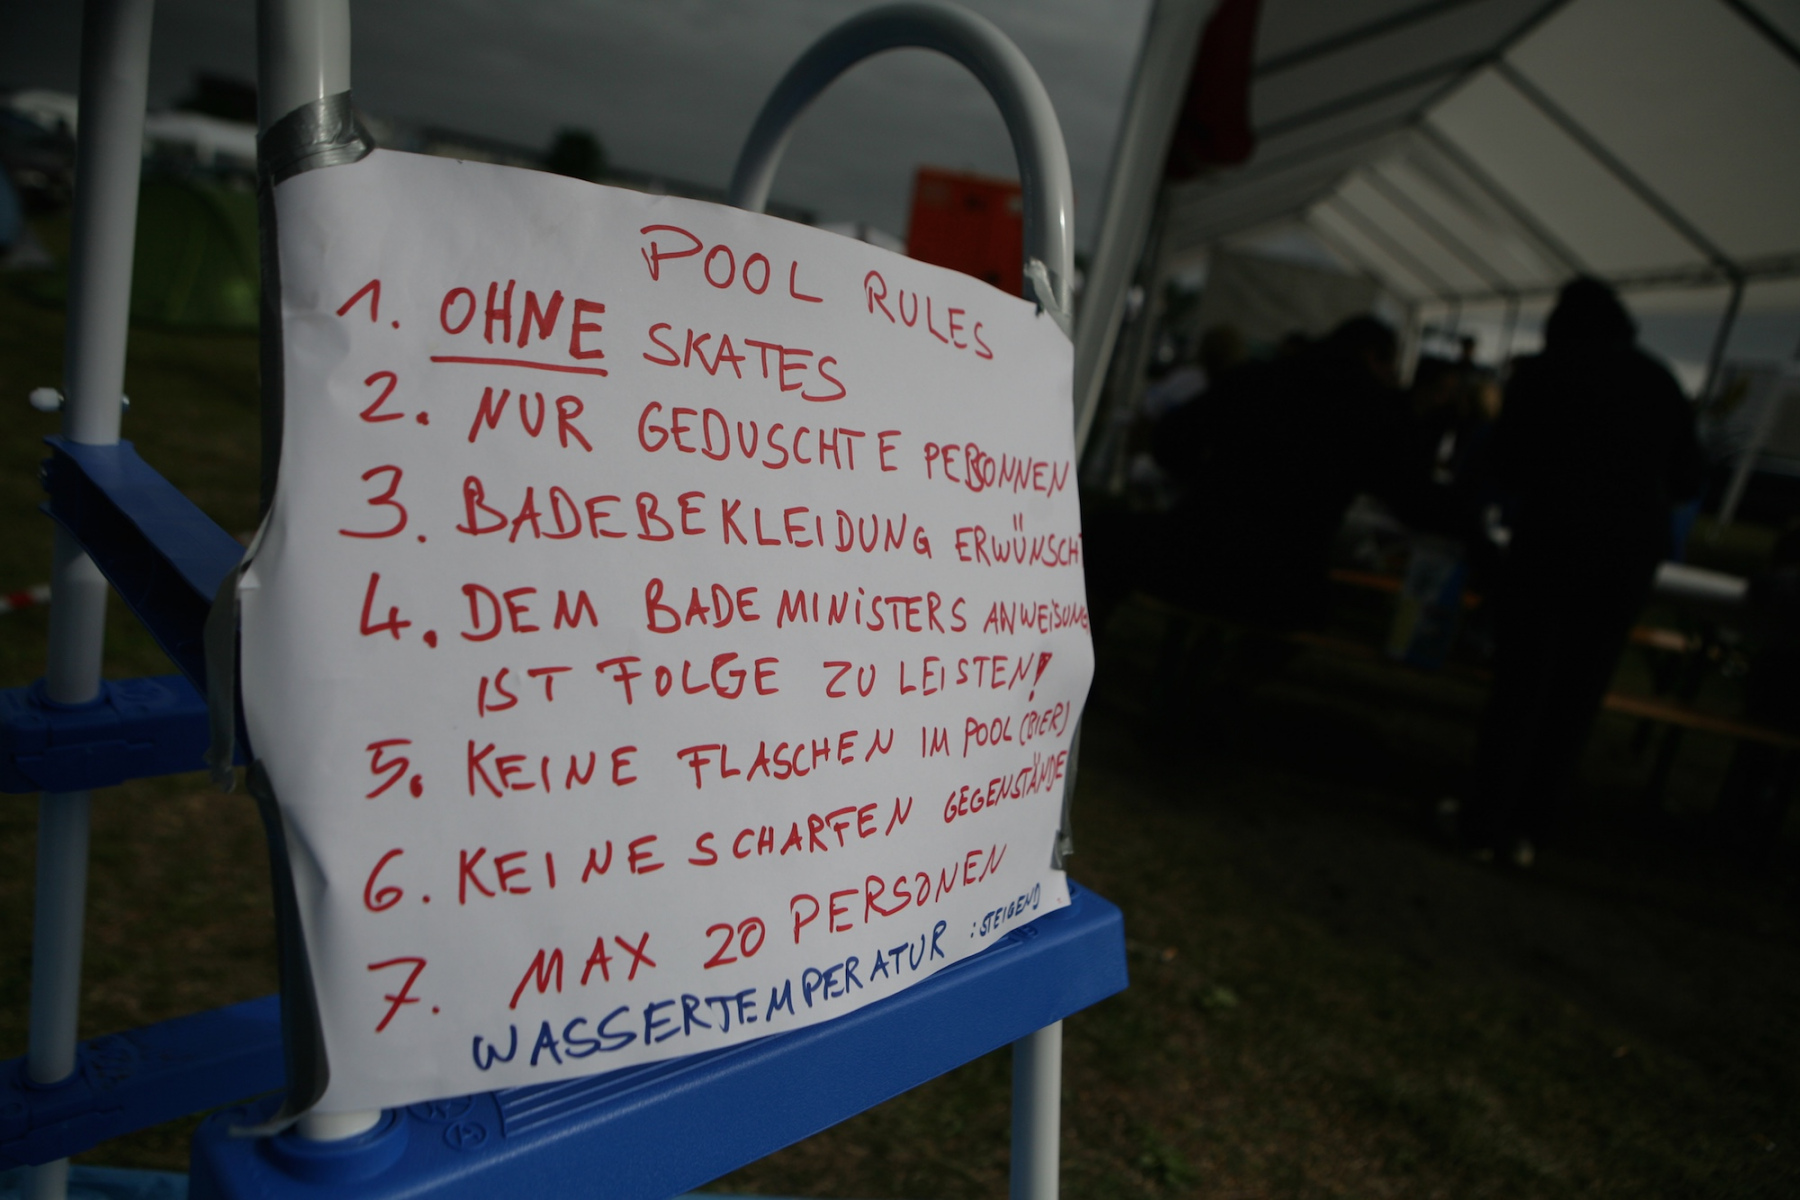 POOL RULES
1. OHNE SKATES
2. NUR GEDUSCHTE PERSONNEN
3. BADEBEKLEIDUNG ERWÜNSCHT
4. DEM BADEMINISTERS ANWEISUNG
IST FOLGE ZU LEISTEN!
5. KEINE FLASCHEN IM POOL (BIER)
6. KEINE SCHARFEN GEGENSTÄNDE
7. MAX 20 PERSONEN
WASSERTEMPERATUR : STEIGEND